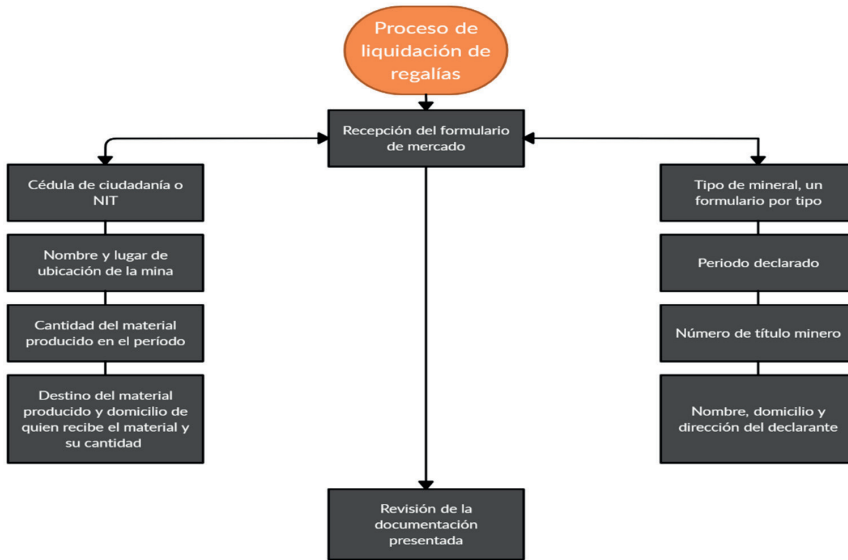 Proceso de
liquidación de
regalías
Recepción del formulario
de mercado
Cédula de ciudadanía o
NIT
Nombre y lugar de
ubicación de la mina
Cantidad del material
producido en el período
Destino del material
producido y domicilio de
quien recibe el material y
su cantidad
Tipo de mineral, un
formulario por tipo
Periodo declarado
Número de título minero
Nombre, domicilio y
dirección del declarante
Revisión de la
documentación
presentada